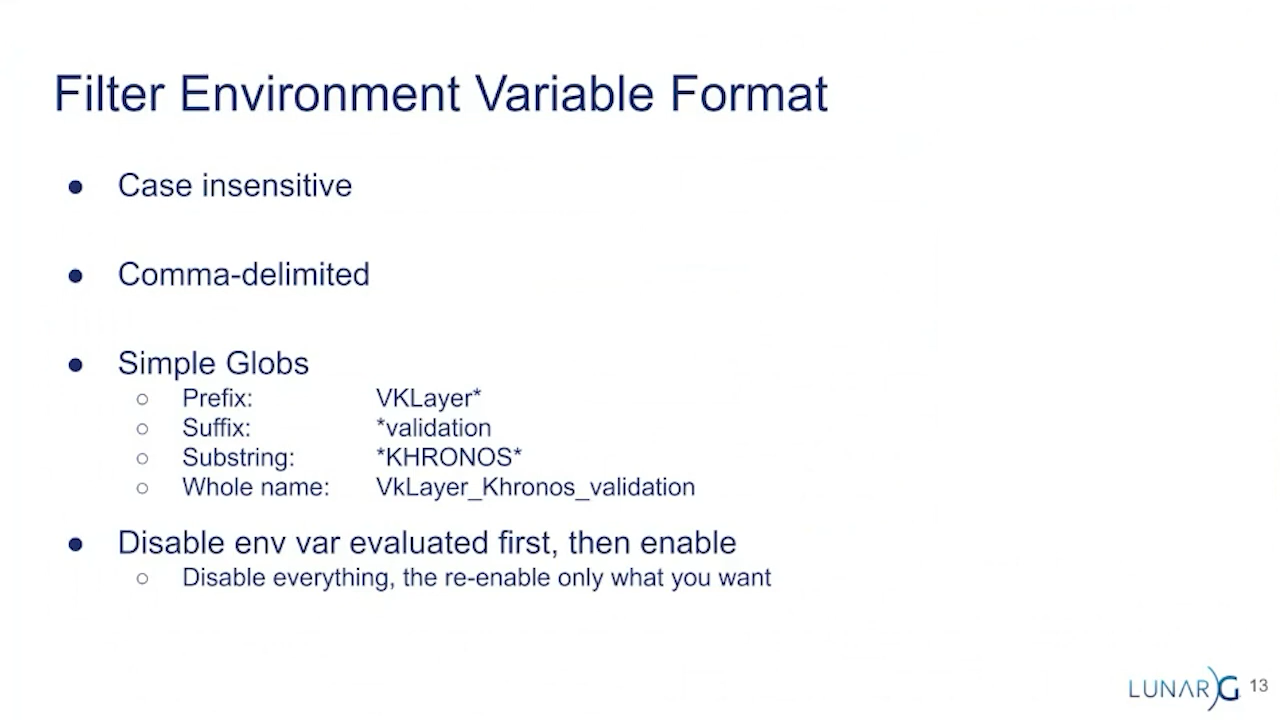 Filter Environment Variable Format
● Case insensitive
● Comma-delimited
● Simple Globs
○ Prefix: VKLayer*
○ Suffix: *validation
○ Substring: *KHRONOS*
○ Whole name: VkLayer_Khronos_validation
● Disable env var evaluated first, then enable
○ Disable everything, the re-enable only what you want
LUNAR)G 13